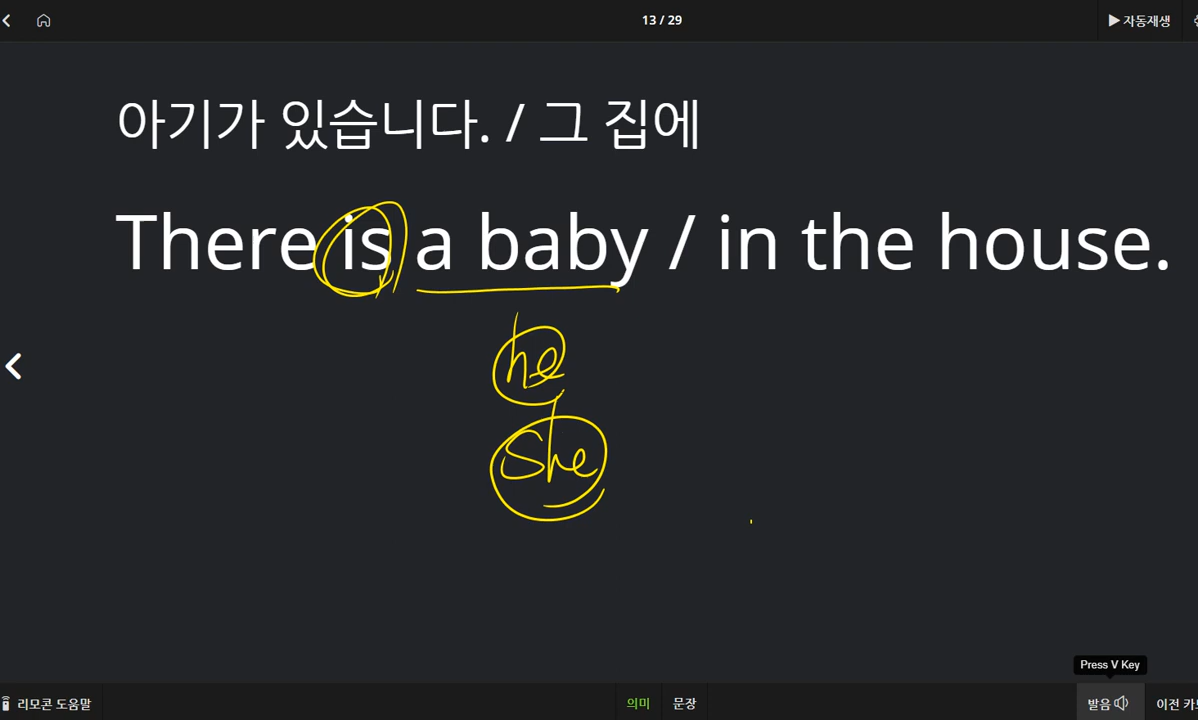 13 / 29
▶ 자동재생
아기가 있습니다. / 그 집에
There is a baby / in the house.
he
She
Press V Key
리모콘 도움말
의미
문장
발음
이전